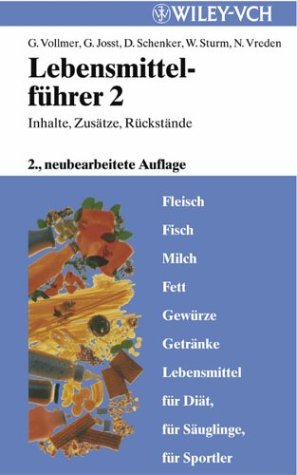 WILEY-VCH
G. Vollmer, G. Josst, D. Schenker, W. Sturm, N. Vreden
Lebensmittel-
führer 2
Inhalte, Zusätze, Rückstände
2., neubearbeitete Auflage
Fleisch
Fisch
Milch
Fett
Gewürze
Getränke
Lebensmittel
für Diät,
für Säuglinge,
für Sportler